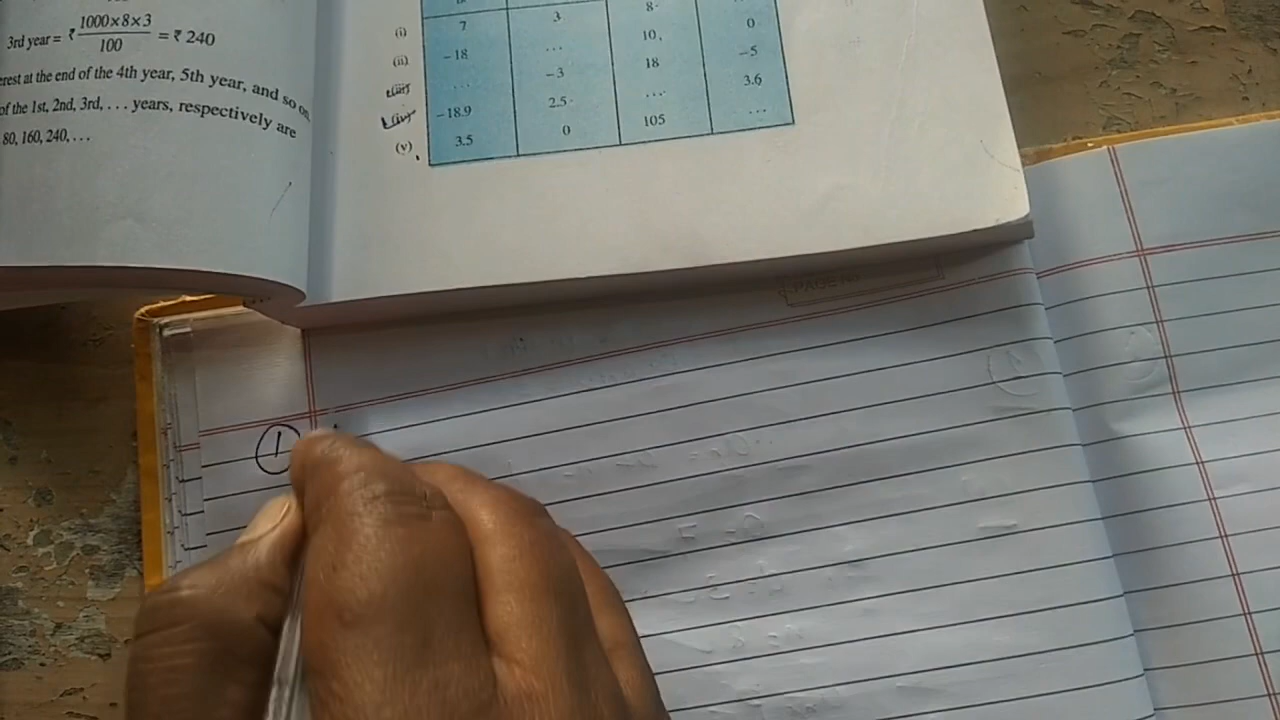 3rd year = ₹ 1000×8×3 / 100 = ₹ 240
erest at the end of the 4th year, 5th year, and so on
of the 1st, 2nd, 3rd, . . . years, respectively are
80, 160, 240, . . .
(i) 7 3 8 0
(ii) –18 . . . 10 –5
. . . –3 18 3.6
–18.9 2.5 . . . . . .
(v) 3.5 0 105
PAGE No
1